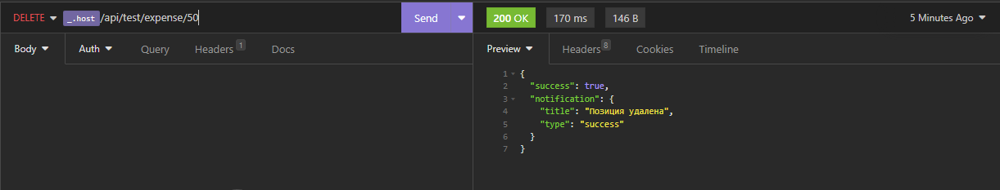 DELETE _.host /api/test/expense/50 Send 200 OK 170 ms 146 B 5 Minutes Ago
Body Auth Query Headers 1 Docs Preview Headers 8 Cookies Timeline
1 {
2 "success": true,
3 "notification": {
4 "title": "Позиция удалена",
5 "type": "success"
6 }
7 }